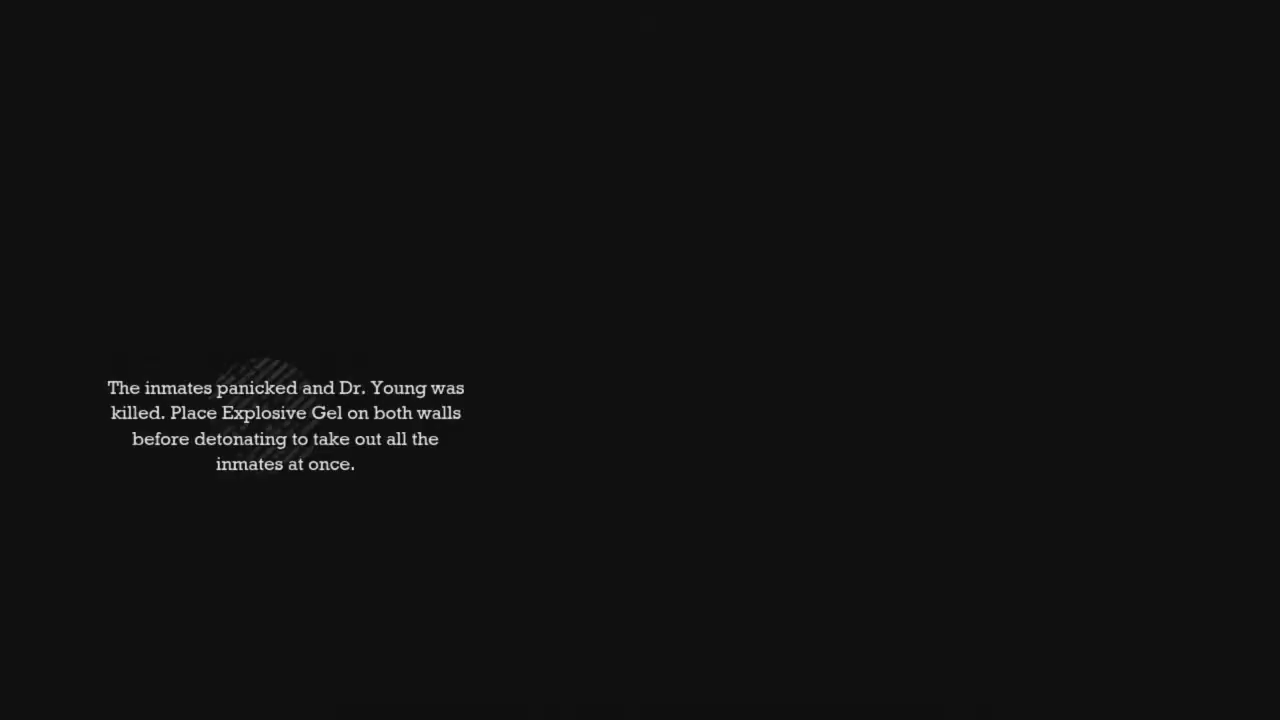 The inmates panicked and Dr. Young was
killed. Place Explosive Gel on both walls
before detonating to take out all the
inmates at once.